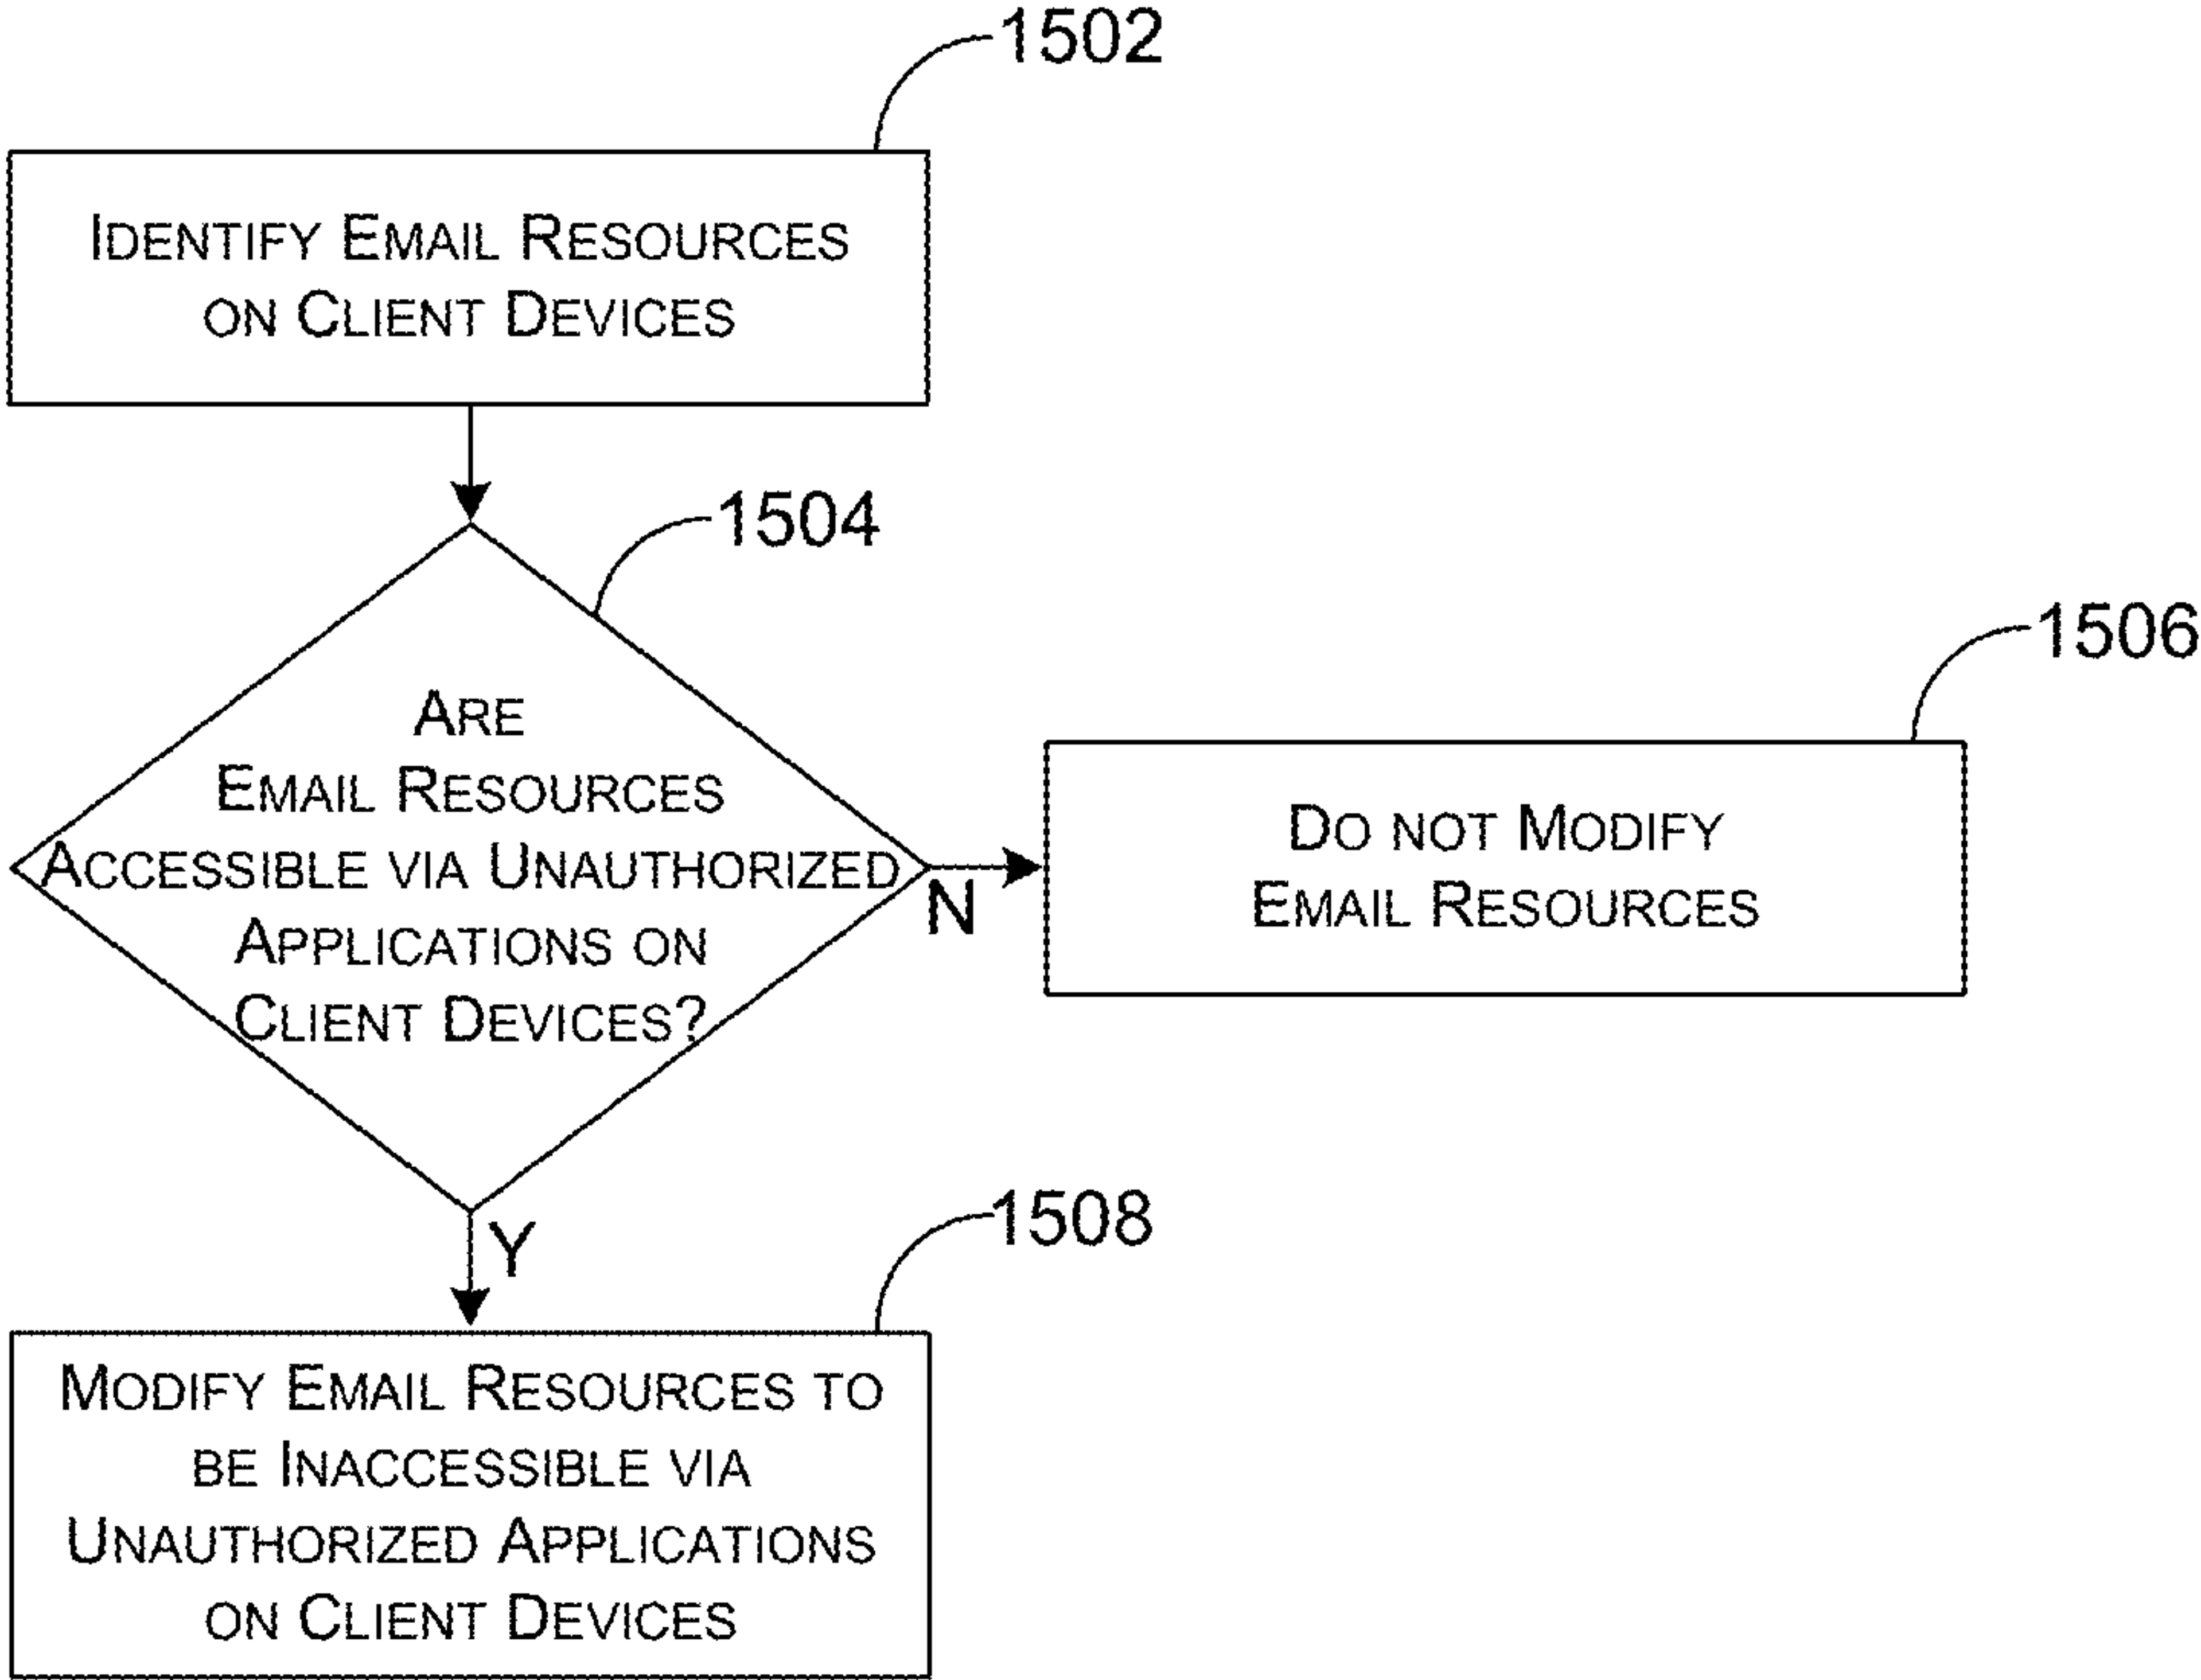 1502
Identify Email Resources
on Client Devices
1504
Are
Email Resources
Accessible via Unauthorized
Applications on
Client Devices?
N
1506
Do not Modify
Email Resources
Y
1508
Modify Email Resources to
be Inaccessible via
Unauthorized Applications
on Client Devices